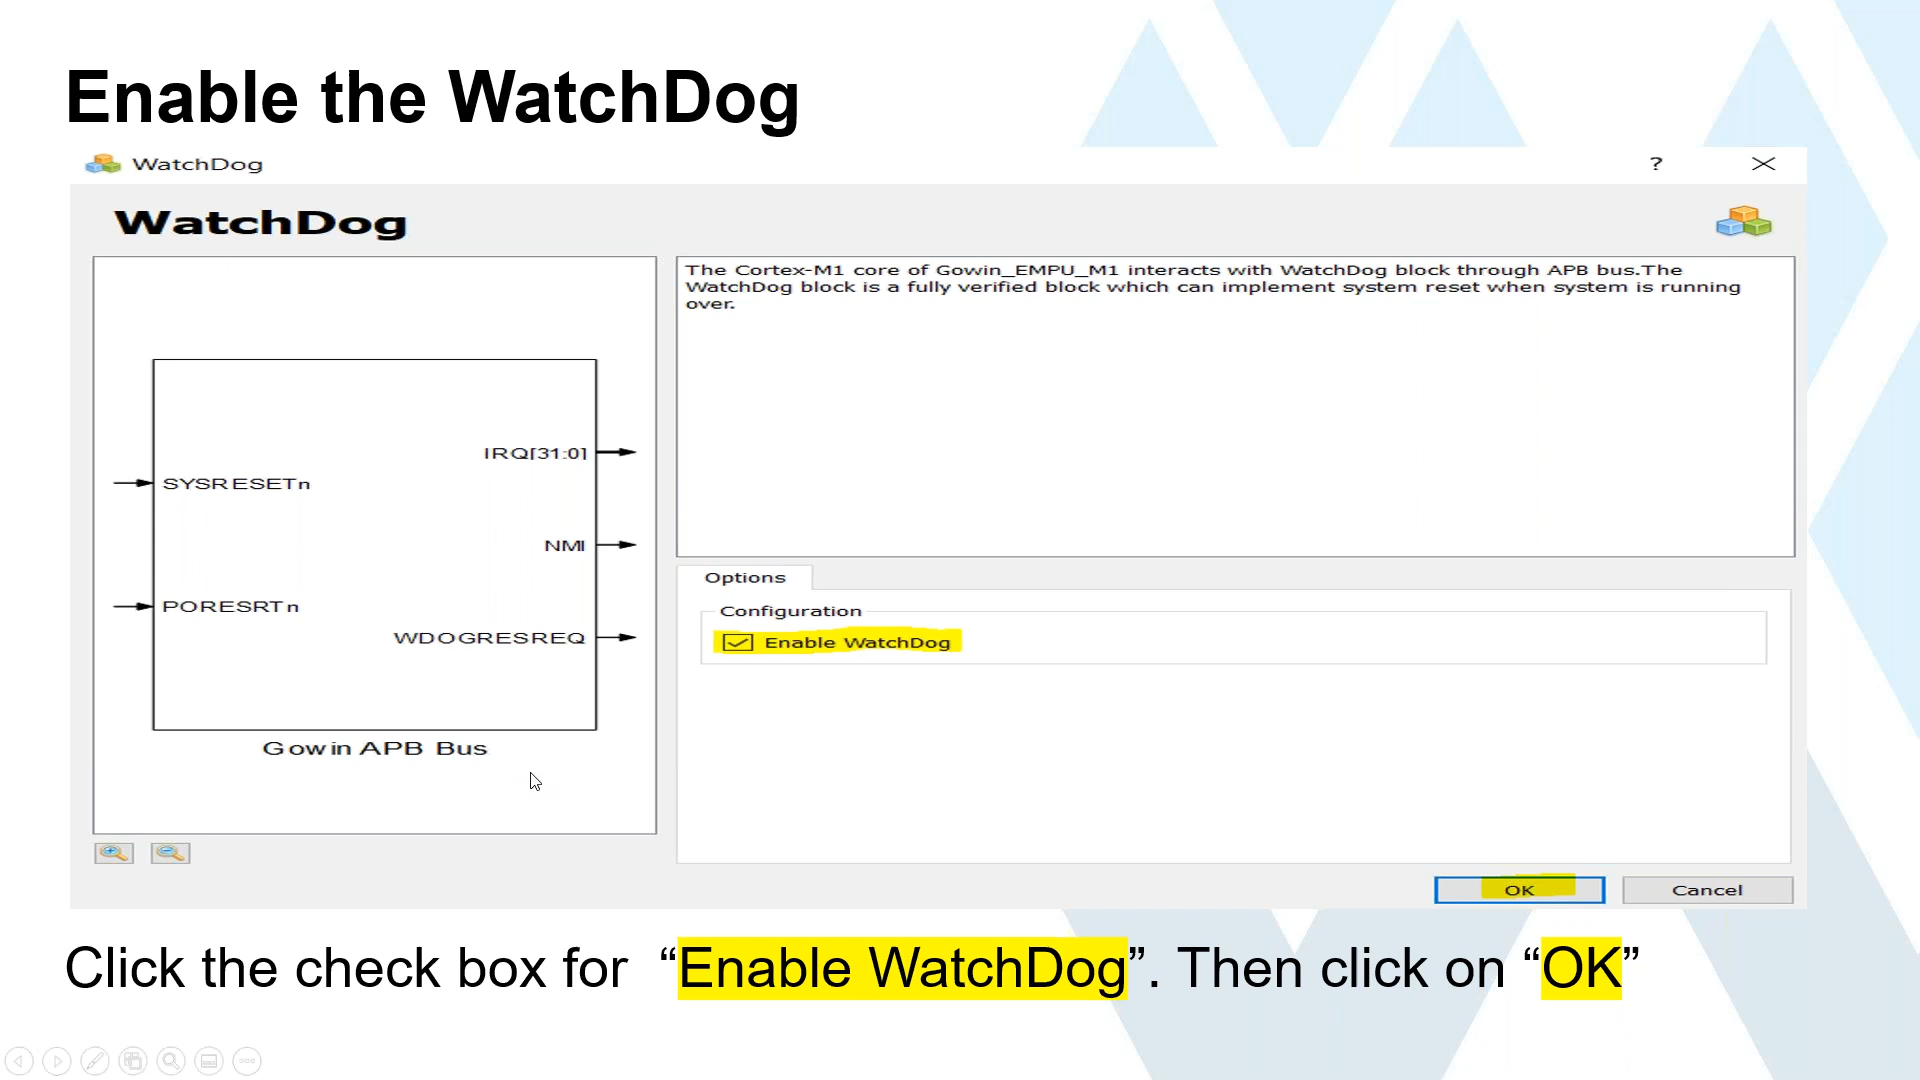 Enable the WatchDog
WatchDog
?
WatchDog
The Cortex-M1 core of Gowin_EMPU_M1 interacts with WatchDog block through APB bus.The
WatchDog block is a fully verified block which can implement system reset when system is running
over.
IRQ[31:0]
SYSRESETn
NMI
PORESRTn
WDOGRESREQ
Gowin APB Bus
Options
Configuration
Enable WatchDog
OK
Cancel
Click the check box for “Enable WatchDog”. Then click on “OK”